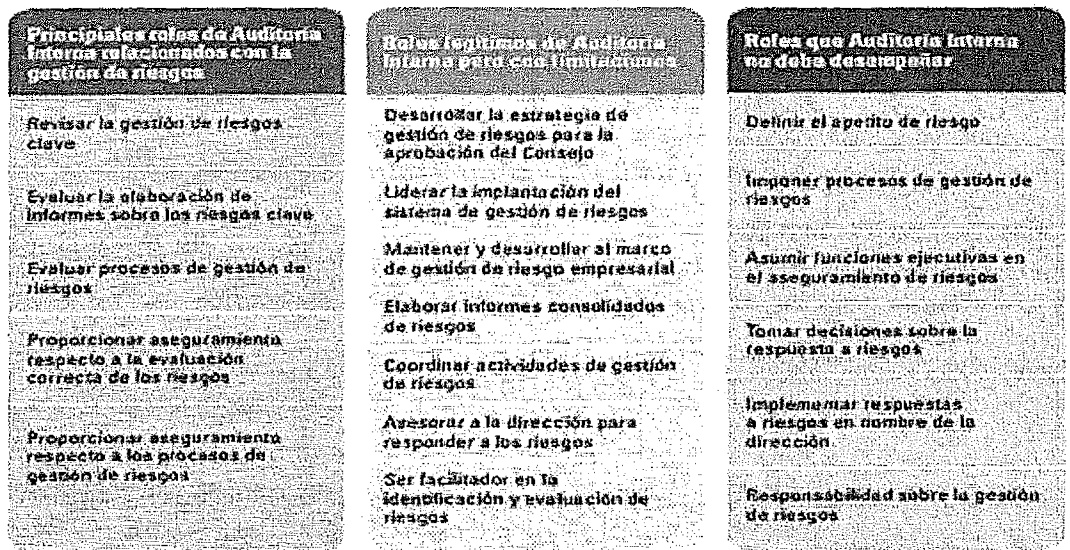 Principales roles de Auditoría
Interna relacionados con la
gestión de riesgos
Revisar la gestión de riesgos
clave
Evaluar la elaboración de
informes sobre los riesgos clave
Evaluar procesos de gestión de
riesgos
Proporcionar aseguramiento
respecto a la evaluación
correcta de los riesgos
Proporcionar aseguramiento
respecto a los procesos de
gestión de riesgos
Roles legítimos de Auditoría
Interna pero con limitaciones
Desarrollar la estrategia de
gestión de riesgos para la
aprobación del Consejo
Liderar la implantación del
sistema de gestión de riesgos
Mantener y desarrollar el marco
de gestión de riesgo empresarial
Elaborar informes consolidados
de riesgos
Coordinar actividades de gestión
de riesgos
Asesorar a la dirección para
responder a los riesgos
Ser facilitador en la
identificación y evaluación de
riesgos
Roles que Auditoría Interna
no debe desempeñar
Definir el apetito de riesgo
Imponer procesos de gestión de
riesgos
Asumir funciones ejecutivas en
el aseguramiento de riesgos
Tomar decisiones sobre la
respuesta a riesgos
Implementar respuestas
a riesgos en nombre de la
dirección
Responsabilidad sobre la gestión
de riesgos